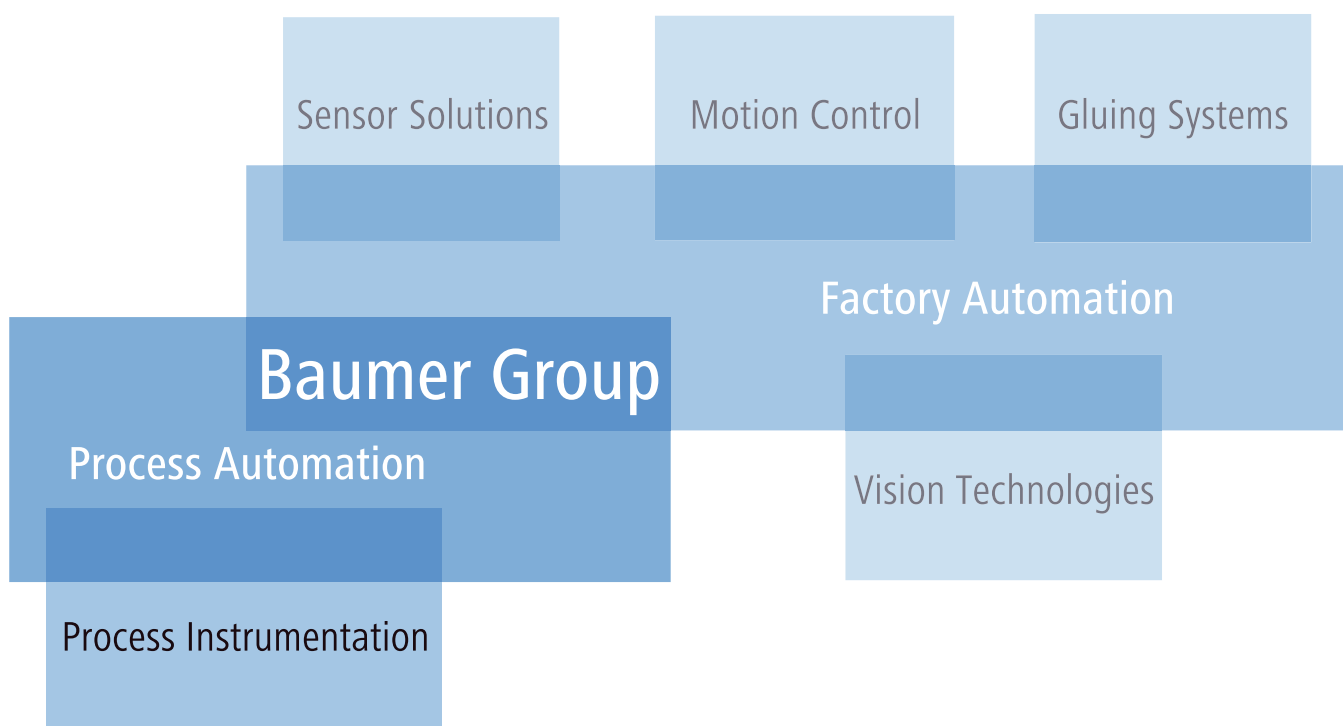 Sensor Solutions
Motion Control
Gluing Systems
Factory Automation
Baumer Group
Process Automation
Vision Technologies
Process Instrumentation